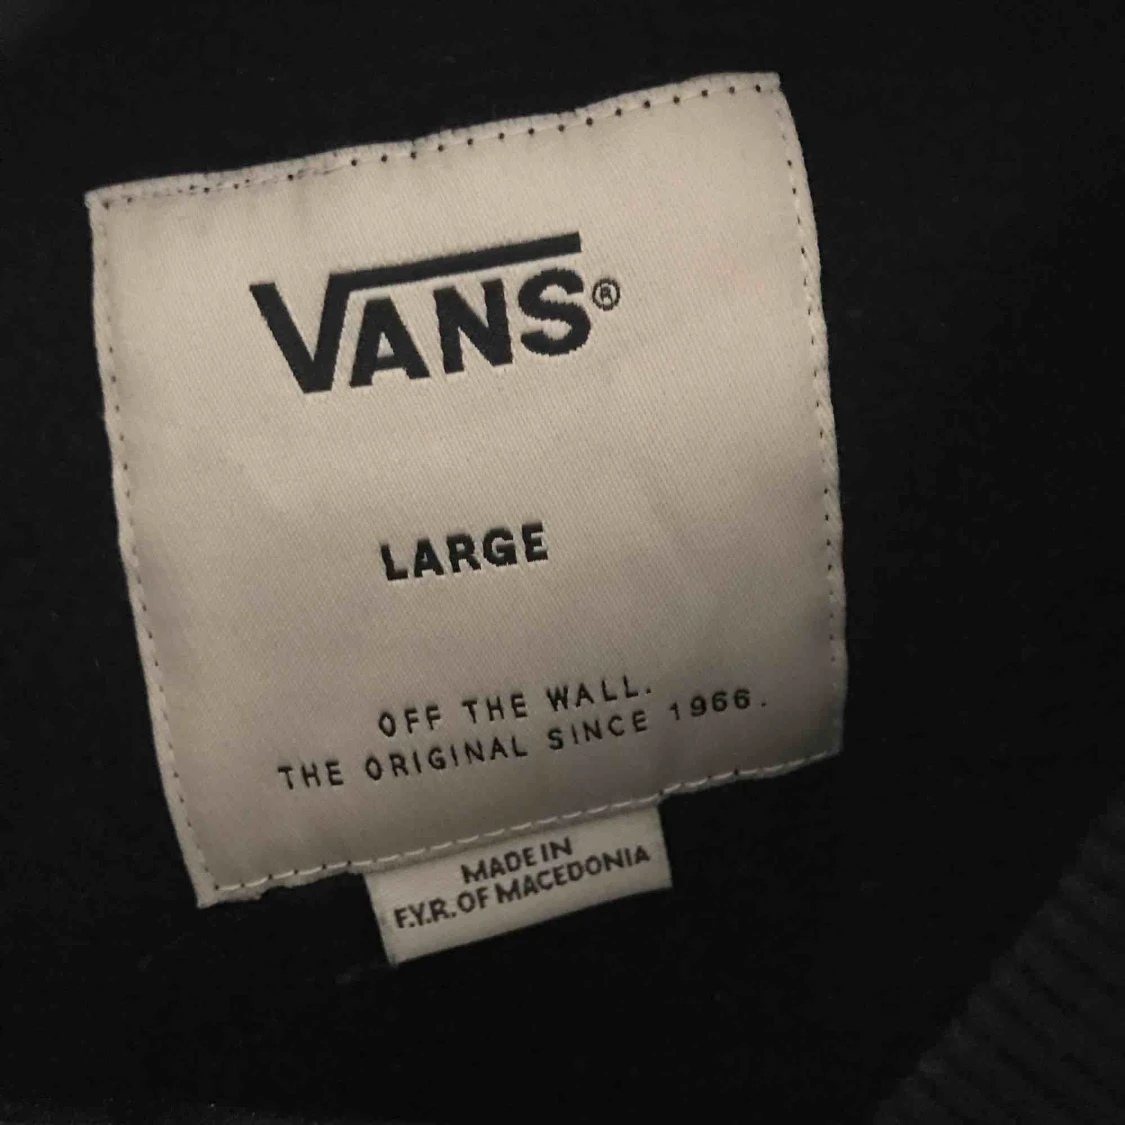 VANS®
LARGE
OFF THE WALL.
THE ORIGINAL SINCE 1966.
MADE IN
F.Y.R. OF MACEDONIA